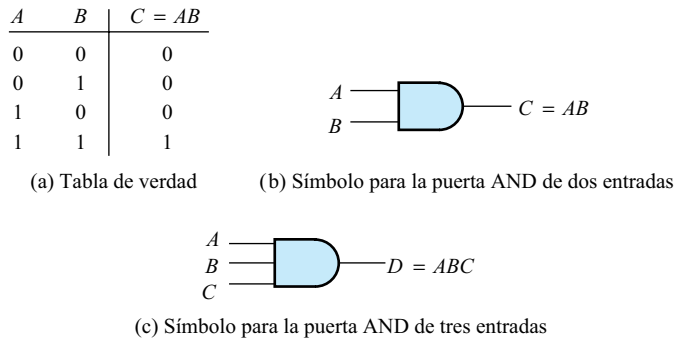 A B C = AB
0 0 0
0 1 0
1 0 0
1 1 1
(a) Tabla de verdad
A
B
C = AB
(b) Símbolo para la puerta AND de dos entradas
A
B
C
D = ABC
(c) Símbolo para la puerta AND de tres entradas